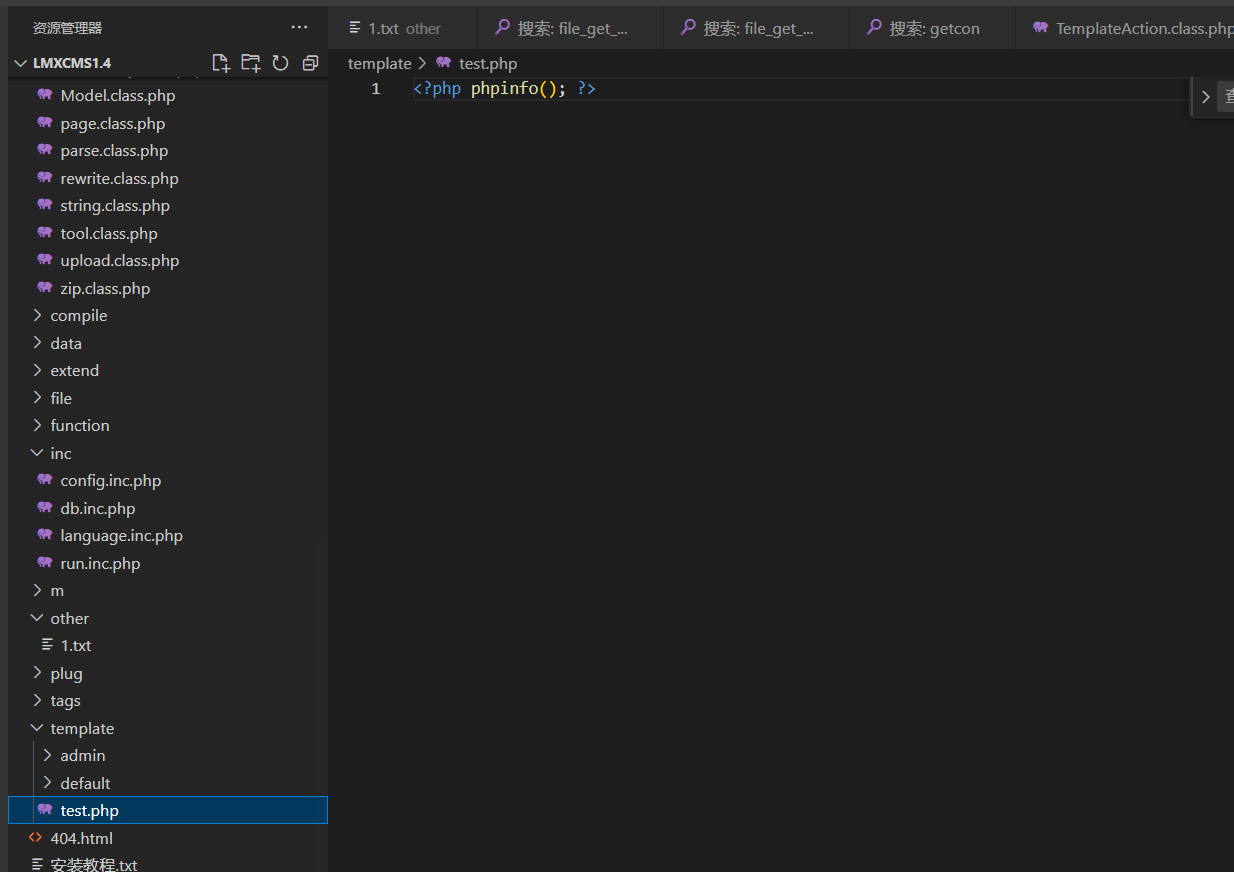 资源管理器
LMXCMS1.4
Model.class.php
page.class.php
parse.class.php
rewrite.class.php
string.class.php
tool.class.php
upload.class.php
zip.class.php
compile
data
extend
file
function
inc
config.inc.php
db.inc.php
language.inc.php
run.inc.php
m
other
1.txt
plug
tags
template
admin
default
test.php
404.html
安装教程.txt
1.txt other
搜索: file_get_...
搜索: file_get_...
搜索: getcon
TemplateAction.class.php
template > test.php
1 <?php phpinfo(); ?>